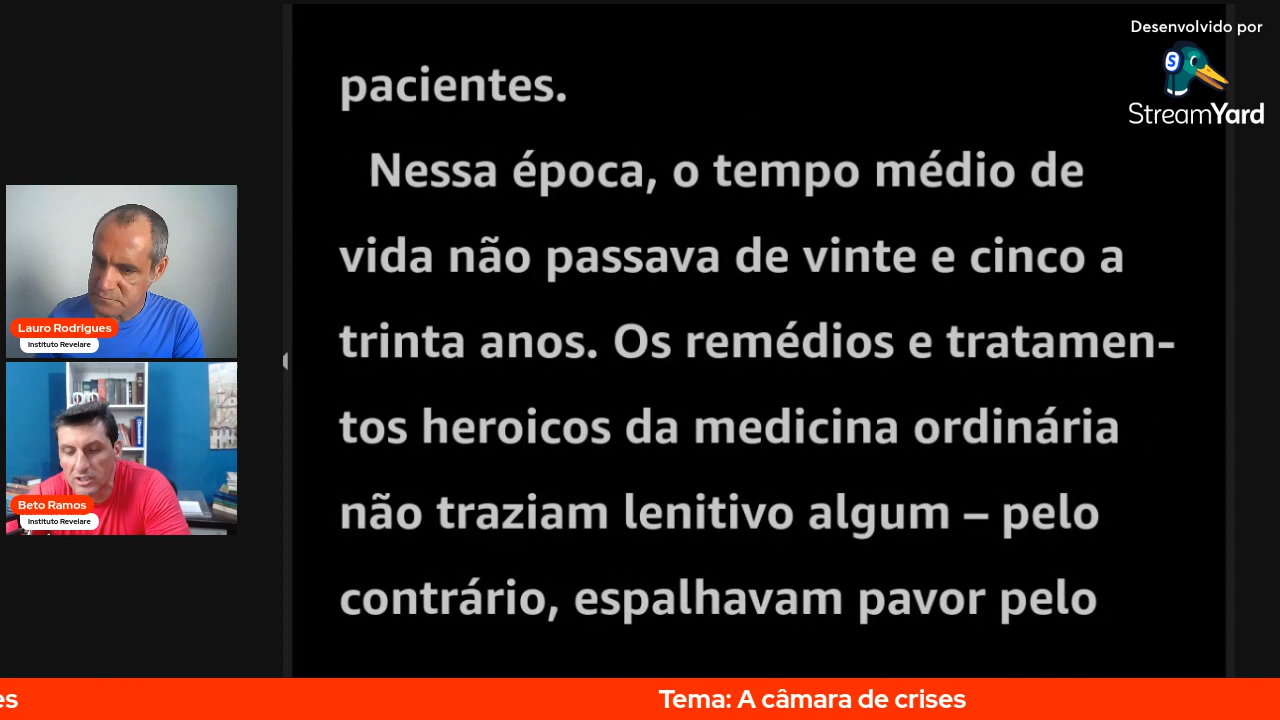 Desenvolvido por
S
StreamYard
pacientes.
Nessa época, o tempo médio de
vida não passava de vinte e cinco a
trinta anos. Os remédios e tratamen-
tos heroicos da medicina ordinária
não traziam lenitivo algum – pelo
contrário, espalhavam pavor pelo
Lauro Rodrigues
Instituto Revelare
Beto Ramos
Instituto Revelare
es
Tema: A câmara de crises